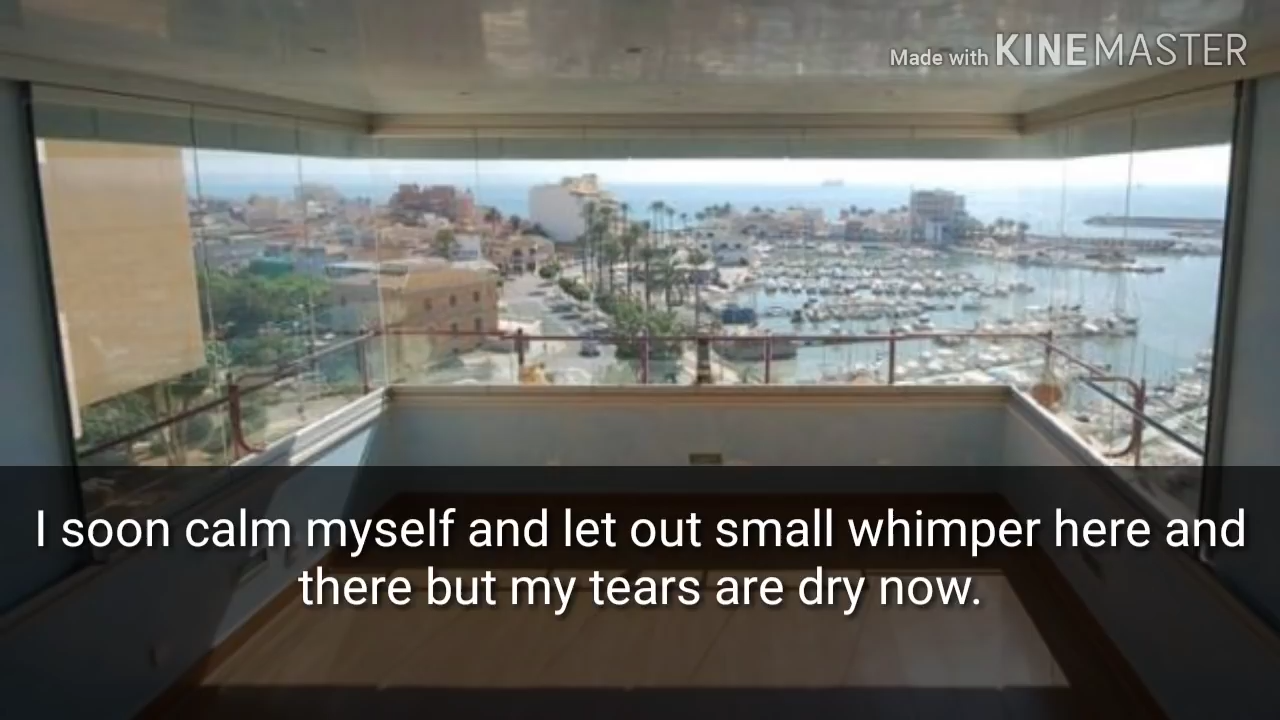 Made with KINEMASTER
I soon calm myself and let out small whimper here and
there but my tears are dry now.